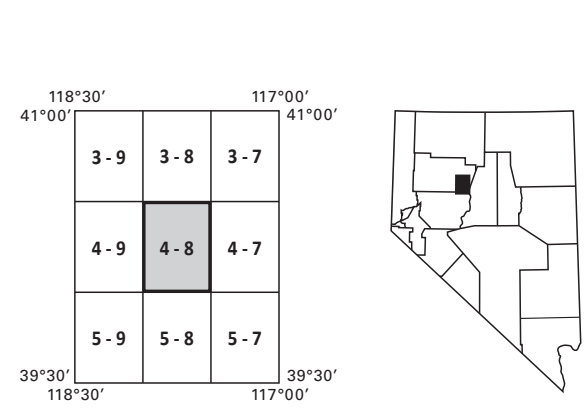 118°30′ 117°00′
41°00′ 41°00′
3 - 9 3 - 8 3 - 7
4 - 9 4 - 8 4 - 7
5 - 9 5 - 8 5 - 7
39°30′ 39°30′
118°30′ 117°00′